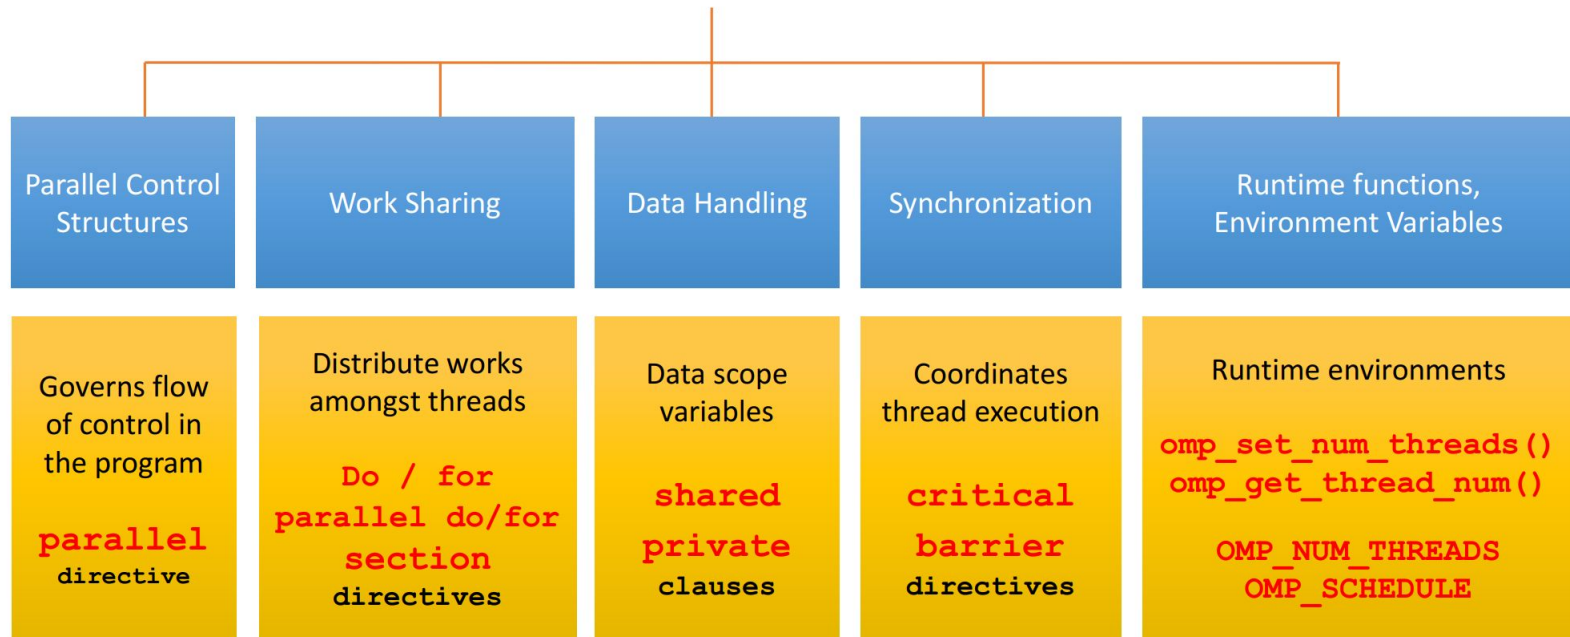 Parallel Control
Structures
Work Sharing
Data Handling
Synchronization
Runtime functions,
Environment Variables
Governs flow
of control in
the program
parallel
directive
Distribute works
amongst threads
Do / for
parallel do/for
section
directives
Data scope
variables
shared
private
clauses
Coordinates
thread execution
critical
barrier
directives
Runtime environments
omp_set_num_threads()
omp_get_thread_num()
OMP_NUM_THREADS
OMP_SCHEDULE